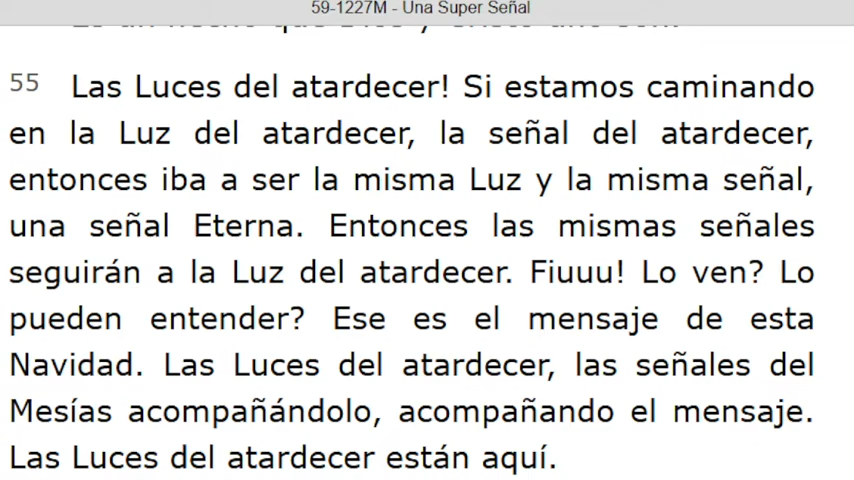 59-1227M - Una Super Señal
55 Las Luces del atardecer! Si estamos caminando
en la Luz del atardecer, la señal del atardecer,
entonces iba a ser la misma Luz y la misma señal,
una señal Eterna. Entonces las mismas señales
seguirán a la Luz del atardecer. Fiuuu! Lo ven? Lo
pueden entender? Ese es el mensaje de esta
Navidad. Las Luces del atardecer, las señales del
Mesías acompañándolo, acompañando el mensaje.
Las Luces del atardecer están aquí.